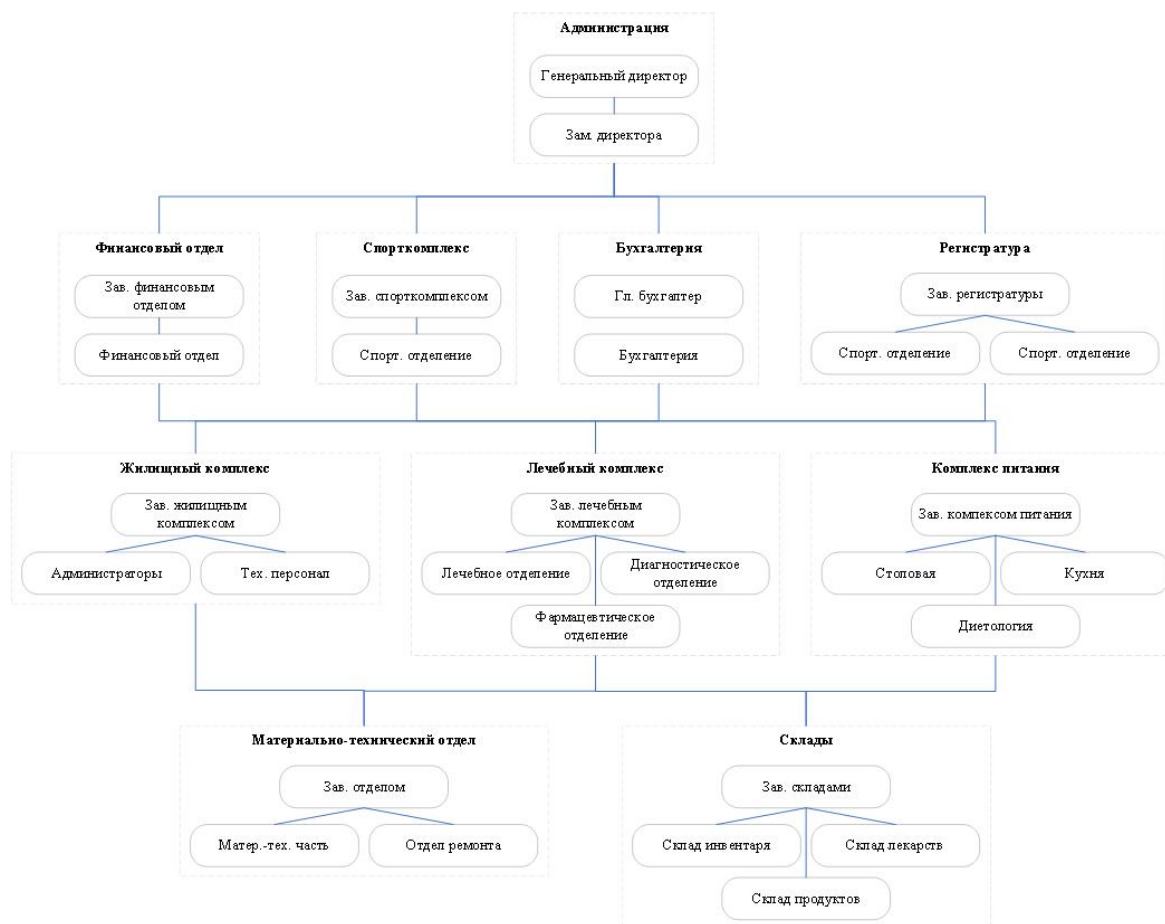 Администрация
Генеральный директор
Зам. директора
Финансовый отдел
Зав. финансовым
отделом
Финансовый отдел
Спорткомплекс
Зав. спорткомплексом
Спорт. отделение
Бухгалтерия
Гл. бухгалтер
Бухгалтерия
Регистратура
Зав. регистратуры
Спорт. отделение
Спорт. отделение
Жилищный комплекс
Зав. жилищным
комплексом
Администраторы
Тех. персонал
Лечебный комплекс
Зав. лечебным
комплексом
Лечебное отделение
Диагностическое
отделение
Фармацевтическое
отделение
Комплекс питания
Зав. компексом питания
Столовая
Кухня
Диетология
Материально-технический отдел
Зав. отделом
Матер.-тех. часть
Отдел ремонта
Склады
Зав. складами
Склад инвентаря
Склад лекарств
Склад продуктов